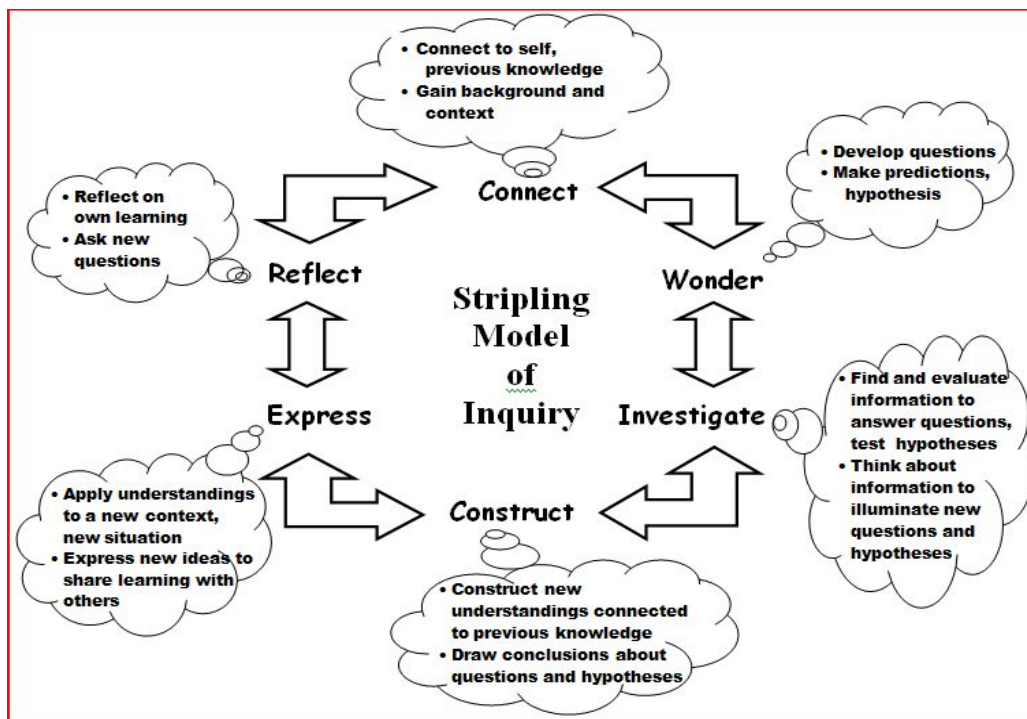 • Connect to self,
previous knowledge
• Gain background and
context
Connect
• Develop questions
• Make predictions,
hypothesis
Wonder
• Find and evaluate
information to
answer questions,
test hypotheses
• Think about
information to
illuminate new
questions and
hypotheses
Investigate
• Construct new
understandings connected
to previous knowledge
• Draw conclusions about
questions and hypotheses
Construct
• Apply understandings
to a new context,
new situation
• Express new ideas to
share learning with
others
Express
• Reflect on
own learning
• Ask new
questions
Reflect
Stripling
Model
of
Inquiry